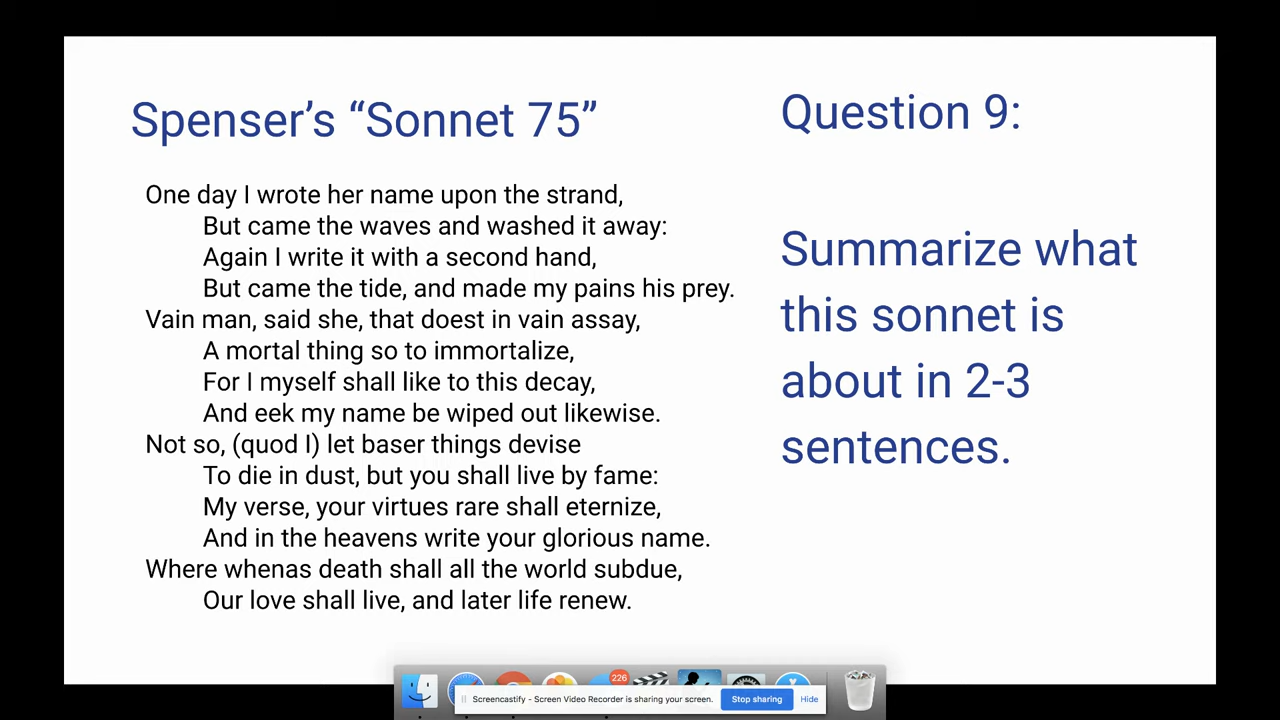 Spenser's “Sonnet 75”
One day I wrote her name upon the strand,
But came the waves and washed it away:
Again I write it with a second hand,
But came the tide, and made my pains his prey.
Vain man, said she, that doest in vain assay,
A mortal thing so to immortalize,
For I myself shall like to this decay,
And eek my name be wiped out likewise.
Not so, (quod I) let baser things devise
To die in dust, but you shall live by fame:
My verse, your virtues rare shall eternize,
And in the heavens write your glorious name.
Where whenas death shall all the world subdue,
Our love shall live, and later life renew.
Question 9:
Summarize what
this sonnet is
about in 2-3
sentences.
226
Screencastify - Screen Video Recorder is sharing your screen.
Stop sharing
Hide